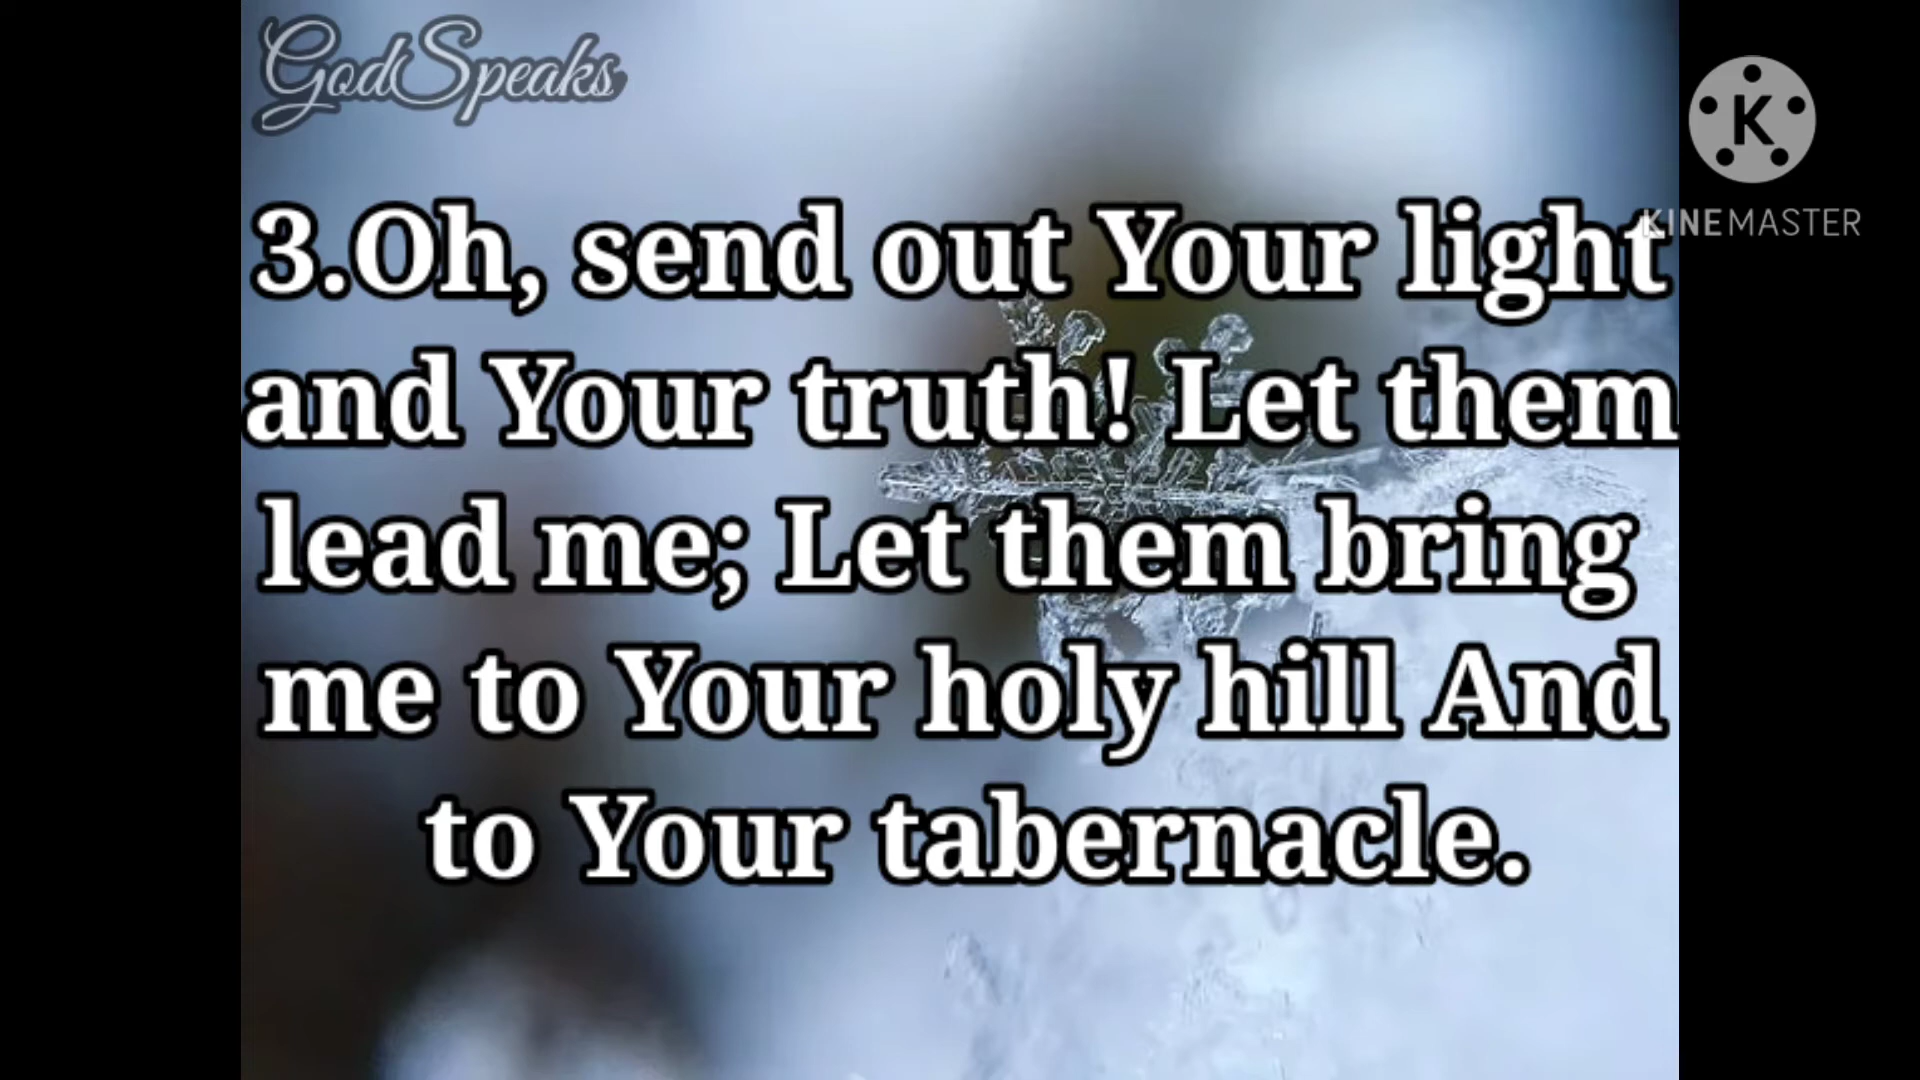 GodSpeaks
K
KINEMASTER
3.Oh, send out Your light
and Your truth! Let them
lead me; Let them bring
me to Your holy hill And
to Your tabernacle.